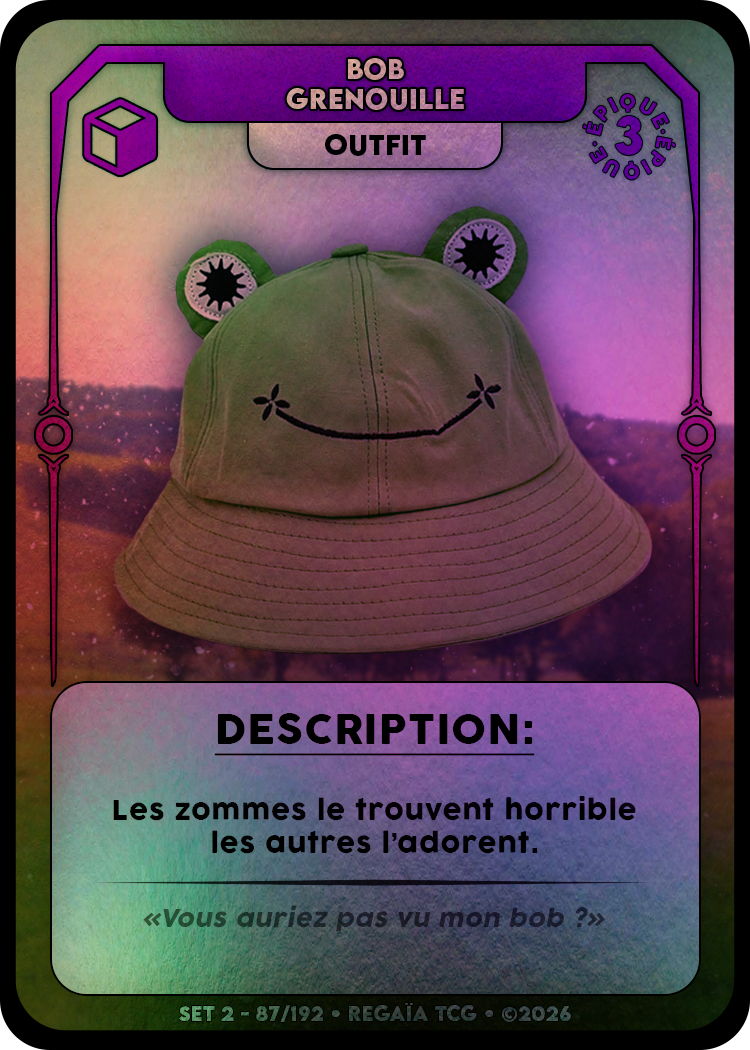 BOB
GRENOUILLE
OUTFIT
ÉPIQUE·ÉPIQUE·
3
DESCRIPTION:
Les zommes le trouvent horrible
les autres l'adorent.
«Vous auriez pas vu mon bob ?»
SET 2 - 87/192 • REGAÏA TCG • ©2026